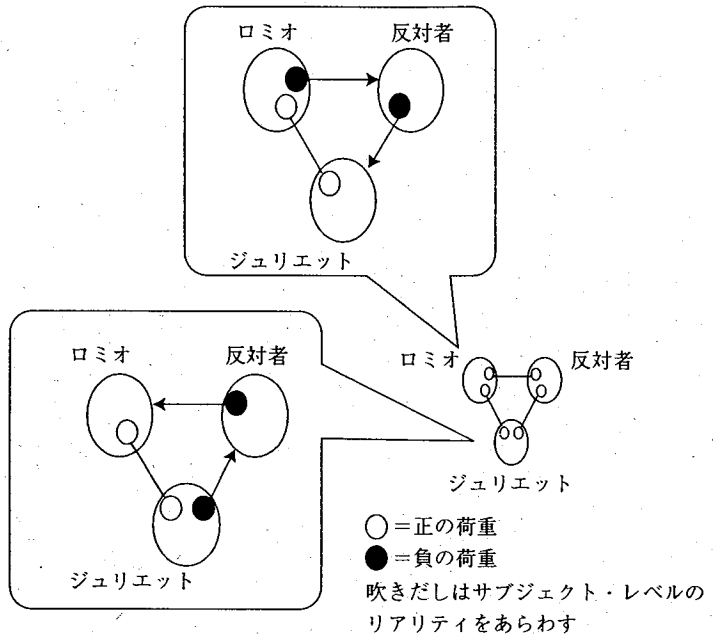 ロミオ 反対者
ジュリエット
ロミオ 反対者
ジュリエット
ロミオ 反対者
ジュリエット
○=正の荷重
●=負の荷重
吹きだしはサブジェクト・レベルの
リアリティをあらわす